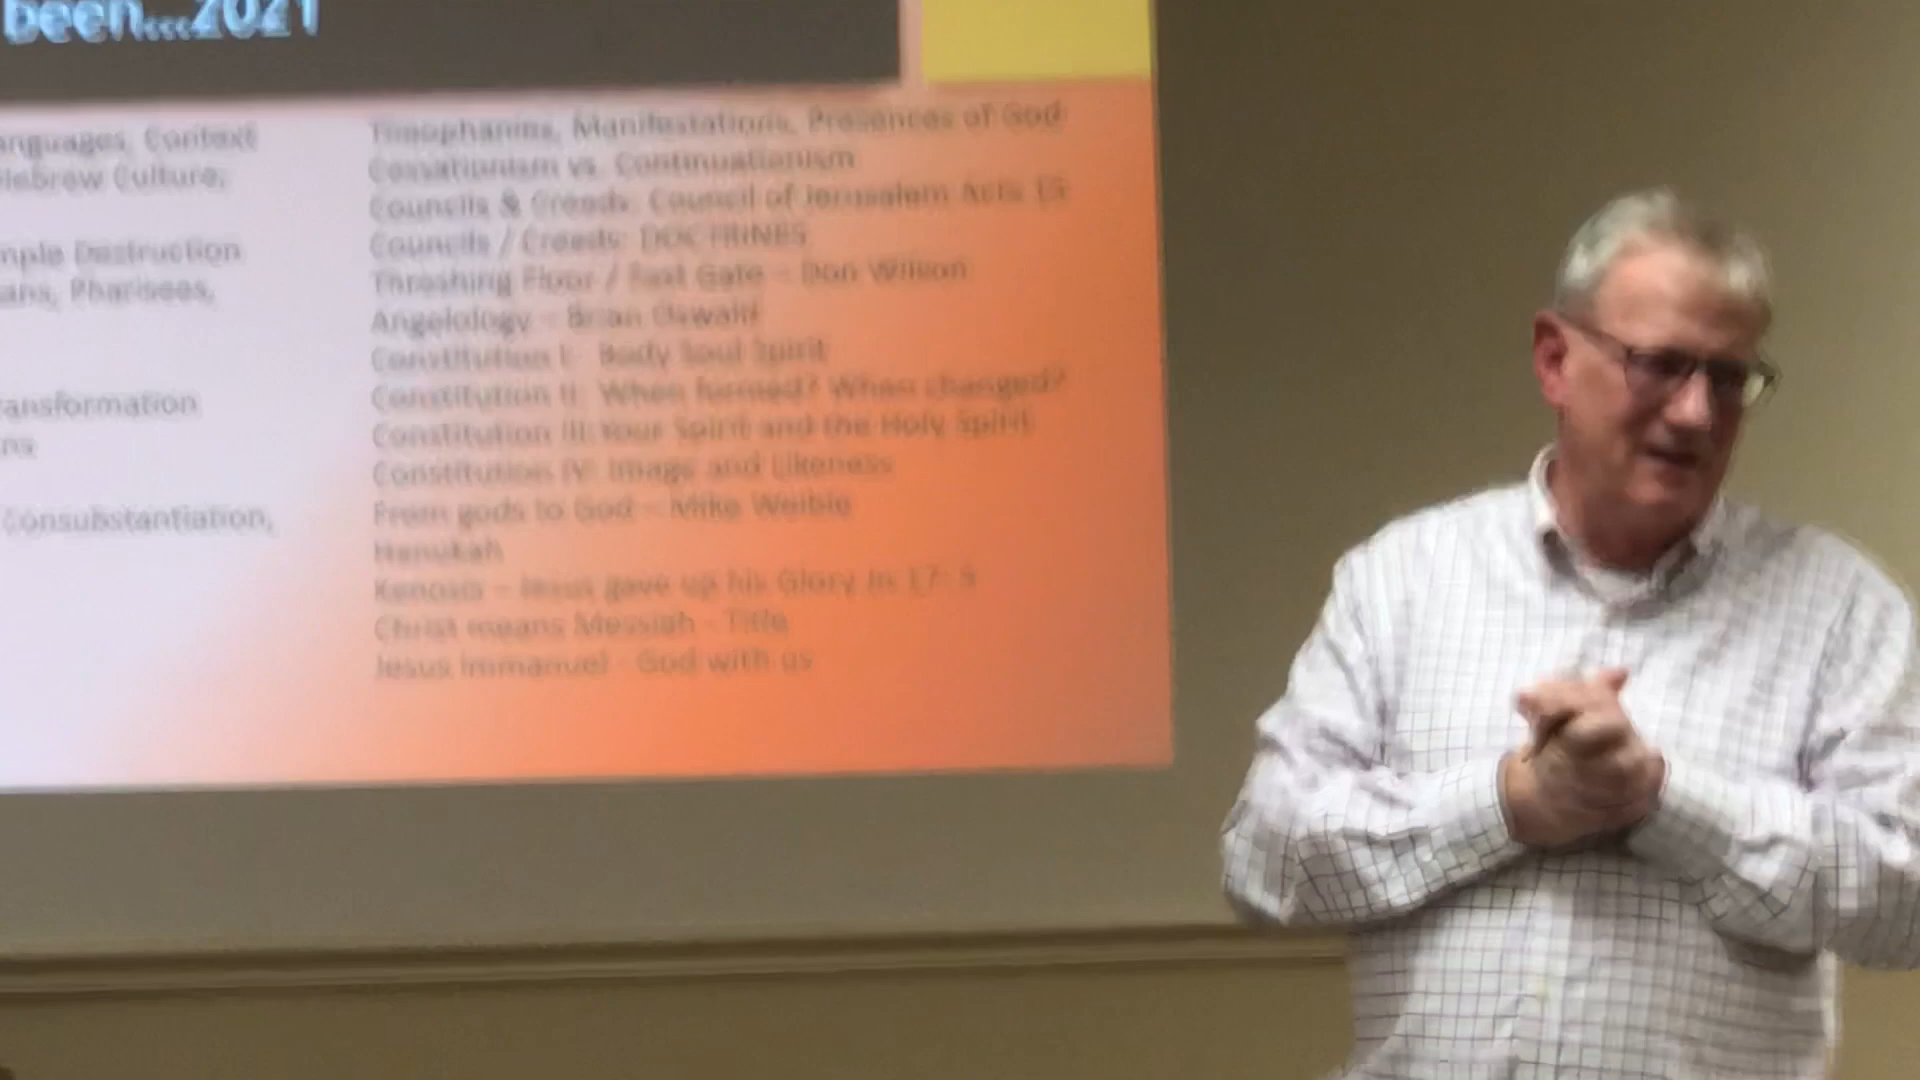 been...2021
anguages, Context
Hebrew Culture,
mple Destruction
ans, Pharisees,
ransformation
ns
Consubstantiation,
Theophanies, Manifestations, Presences of God
Cessationism vs. Continuationism
Councils & Creeds: Council of Jerusalem Acts 15
Councils / Creeds: DOCTRINES
Threshing Floor / East Gate - Don Wilson
Angelology - Brian Oswald
Constitution I: Body Soul Spirit
Constitution II: When formed? When changed?
Constitution III: Your Spirit and the Holy Spirit
Constitution IV: Image and Likeness
From gods to God - Mike Weible
Hanukah
Kenosis - Jesus gave up his Glory Jn 17: 5
Christ means Messiah - Title
Jesus Immanuel - God with us